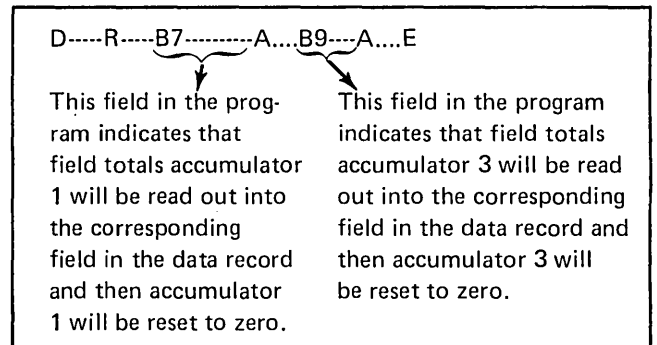 D-----R-----B7----------A....B9----A....E
This field in the prog-
ram indicates that
field totals accumulator
1 will be read out into
the corresponding
field in the data record
and then accumulator
1 will be reset to zero.
This field in the program
indicates that field totals
accumulator 3 will be read
out into the corresponding
field in the data record and
then accumulator 3 will
be reset to zero.